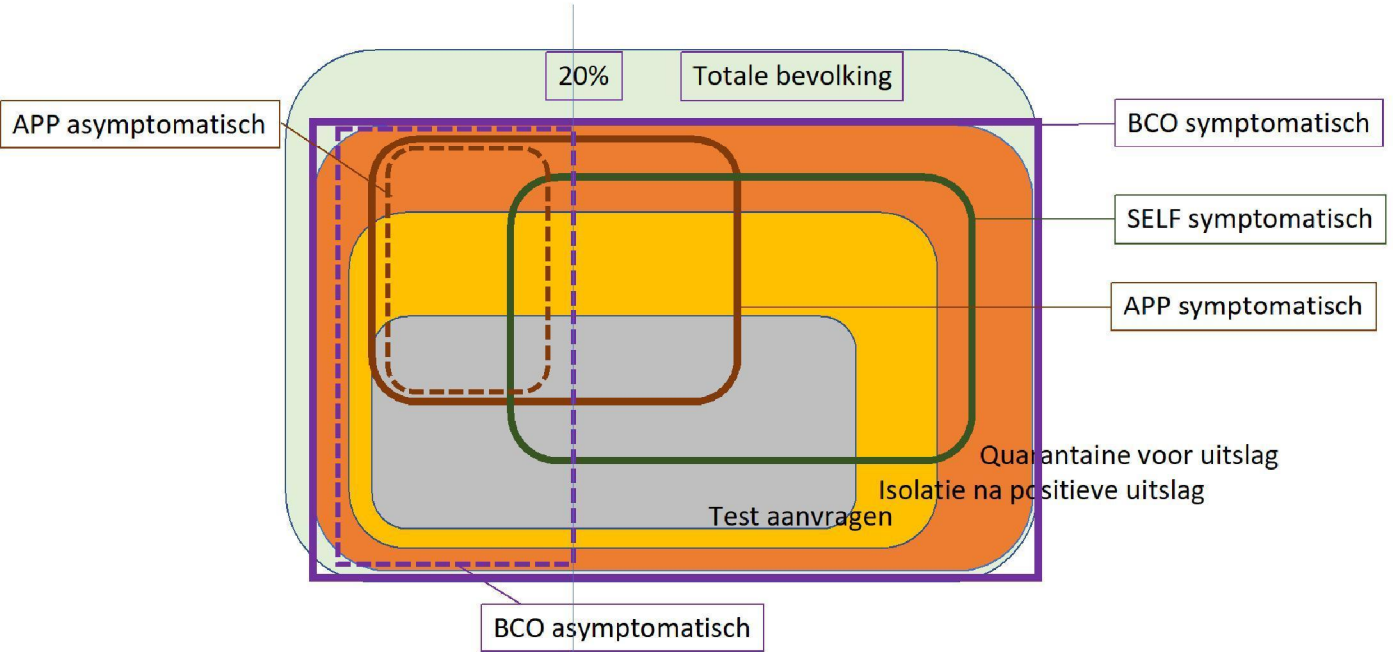 20%
Totale bevolking
APP asymptomatisch
BCO symptomatisch
SELF symptomatisch
APP symptomatisch
Quarantaine voor uitslag
Isolatie na positieve uitslag
Test aanvragen
BCO asymptomatisch